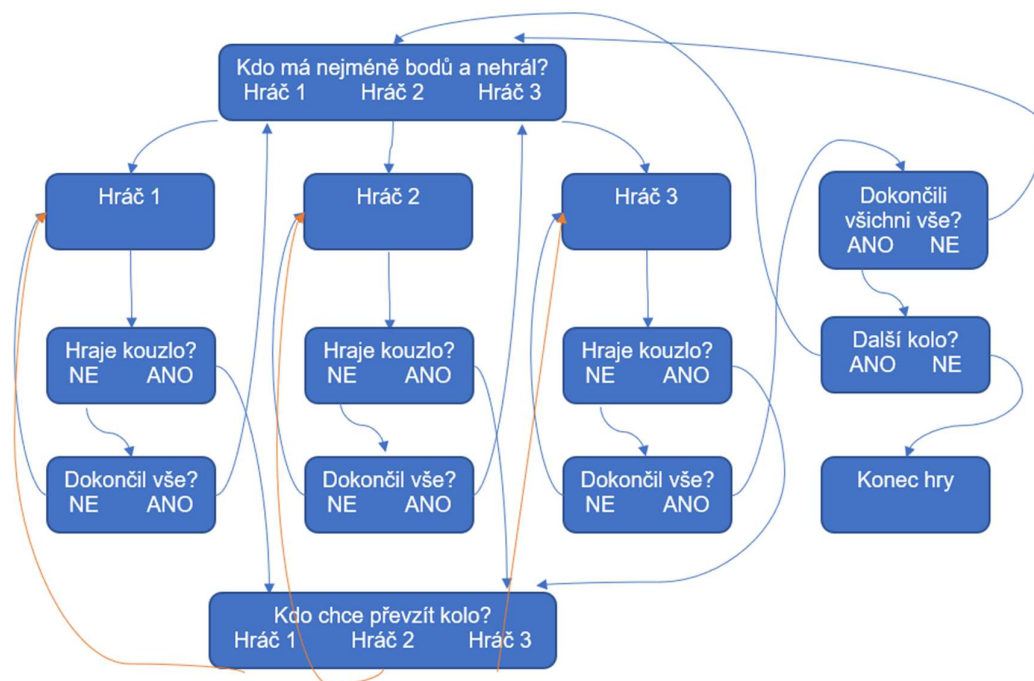 Kdo má nejméně bodů a nehrál?
Hráč 1 Hráč 2 Hráč 3
Hráč 1
Hráč 2
Hráč 3
Dokončili
všichni vše?
ANO NE
Hraje kouzlo?
NE ANO
Hraje kouzlo?
NE ANO
Hraje kouzlo?
NE ANO
Další kolo?
ANO NE
Dokončil vše?
NE ANO
Dokončil vše?
NE ANO
Dokončil vše?
NE ANO
Konec hry
Kdo chce převzít kolo?
Hráč 1 Hráč 2 Hráč 3